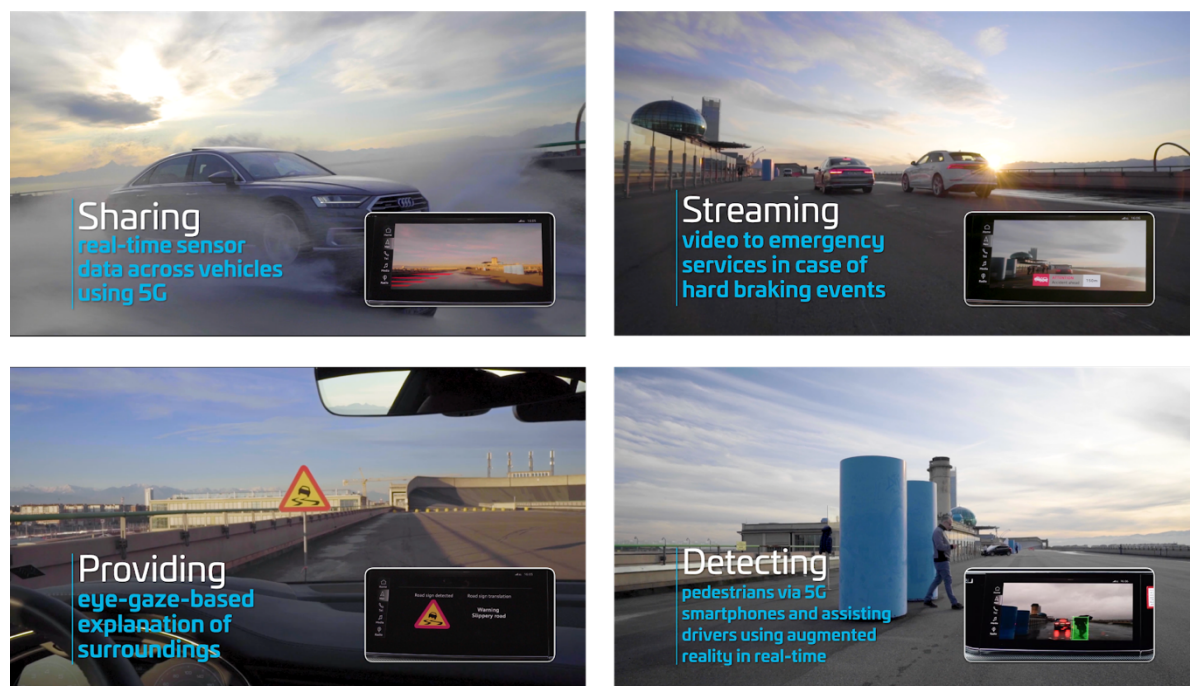 Sharing
real-time sensor
data across vehicles
using 5G
Streaming
video to emergency
services in case of
hard braking events
Providing
eye-gaze-based
explanation of
surroundings
Road sign detected
Road sign translation
Warning
Slippery road
Detecting
pedestrians via 5G
smartphones and assisting
drivers using augmented
reality in real-time